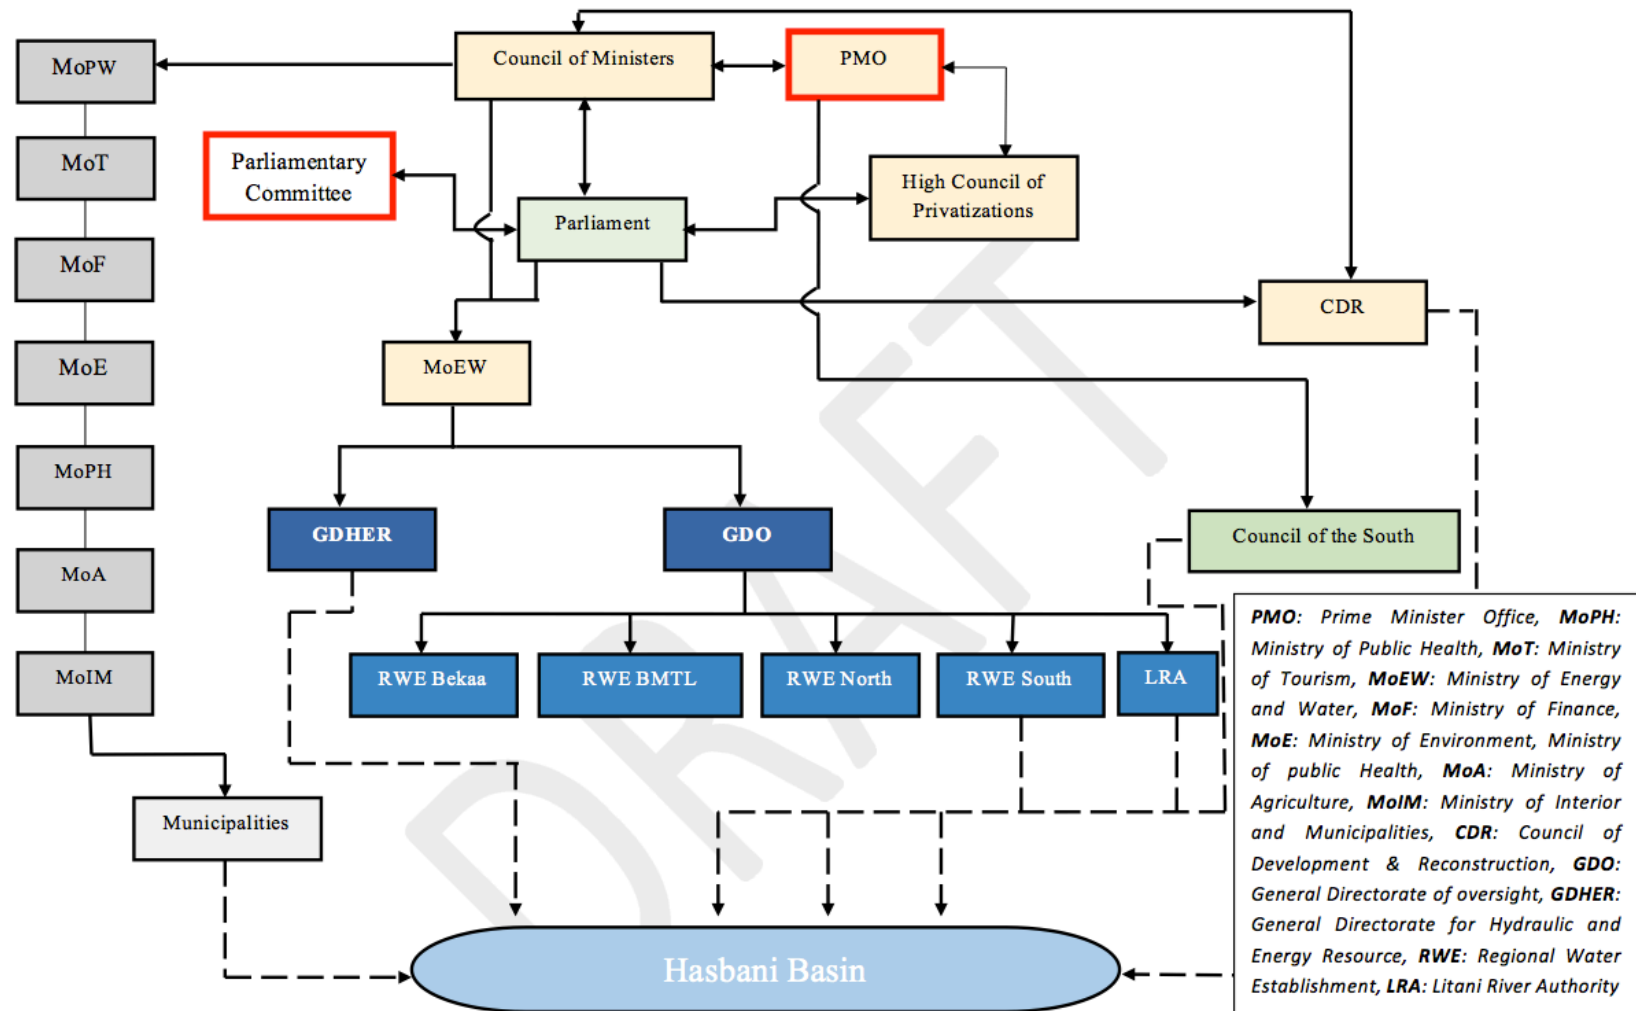 MoPW
Council of Ministers
PMO
MoT
Parliamentary
Committee
High Council of
Privatizations
Parliament
MoF
CDR
MoE
MoEW
MoPH
GDHER
GDO
Council of the South
MoA
MoIM
RWE Bekaa
RWE BMTL
RWE North
RWE South
LRA
Municipalities
Hasbani Basin
PMO: Prime Minister Office, MoPH:
Ministry of Public Health, MoT: Ministry
of Tourism, MoEW: Ministry of Energy
and Water, MoF: Ministry of Finance,
MoE: Ministry of Environment, Ministry
of public Health, MoA: Ministry of
Agriculture, MoIM: Ministry of Interior
and Municipalities, CDR: Council of
Development & Reconstruction, GDO:
General Directorate of oversight, GDHER:
General Directorate for Hydraulic and
Energy Resource, RWE: Regional Water
Establishment, LRA: Litani River Authority
DRAFT